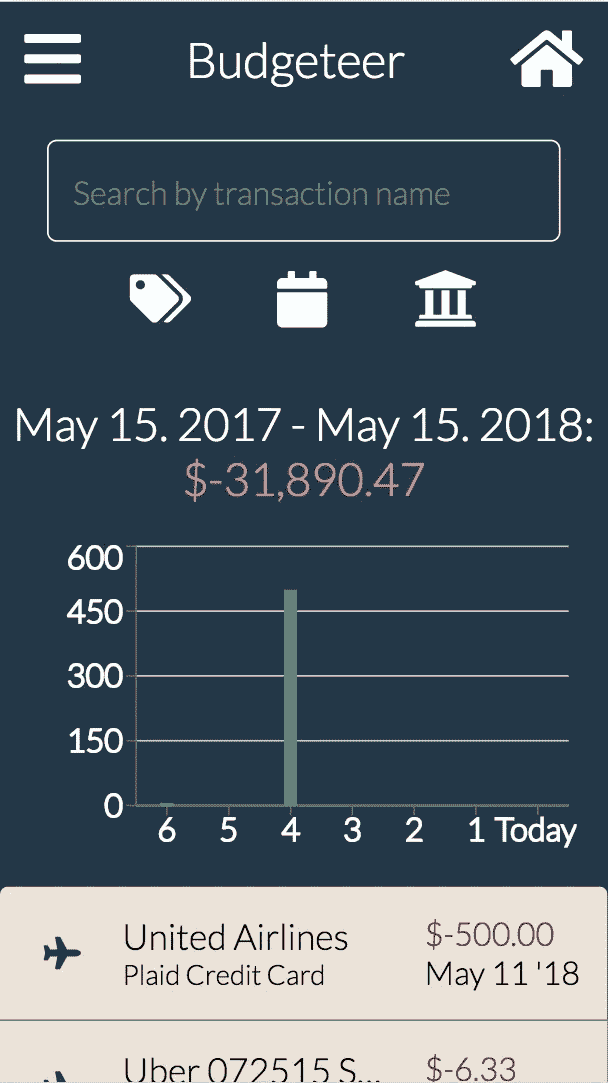 Budgeteer
Search by transaction name
May 15. 2017 - May 15. 2018:
$-31,890.47
600
450
300
150
0
6 5 4 3 2 1 Today
United Airlines $-500.00
Plaid Credit Card May 11 '18
Uber 072515 S... $-6.33